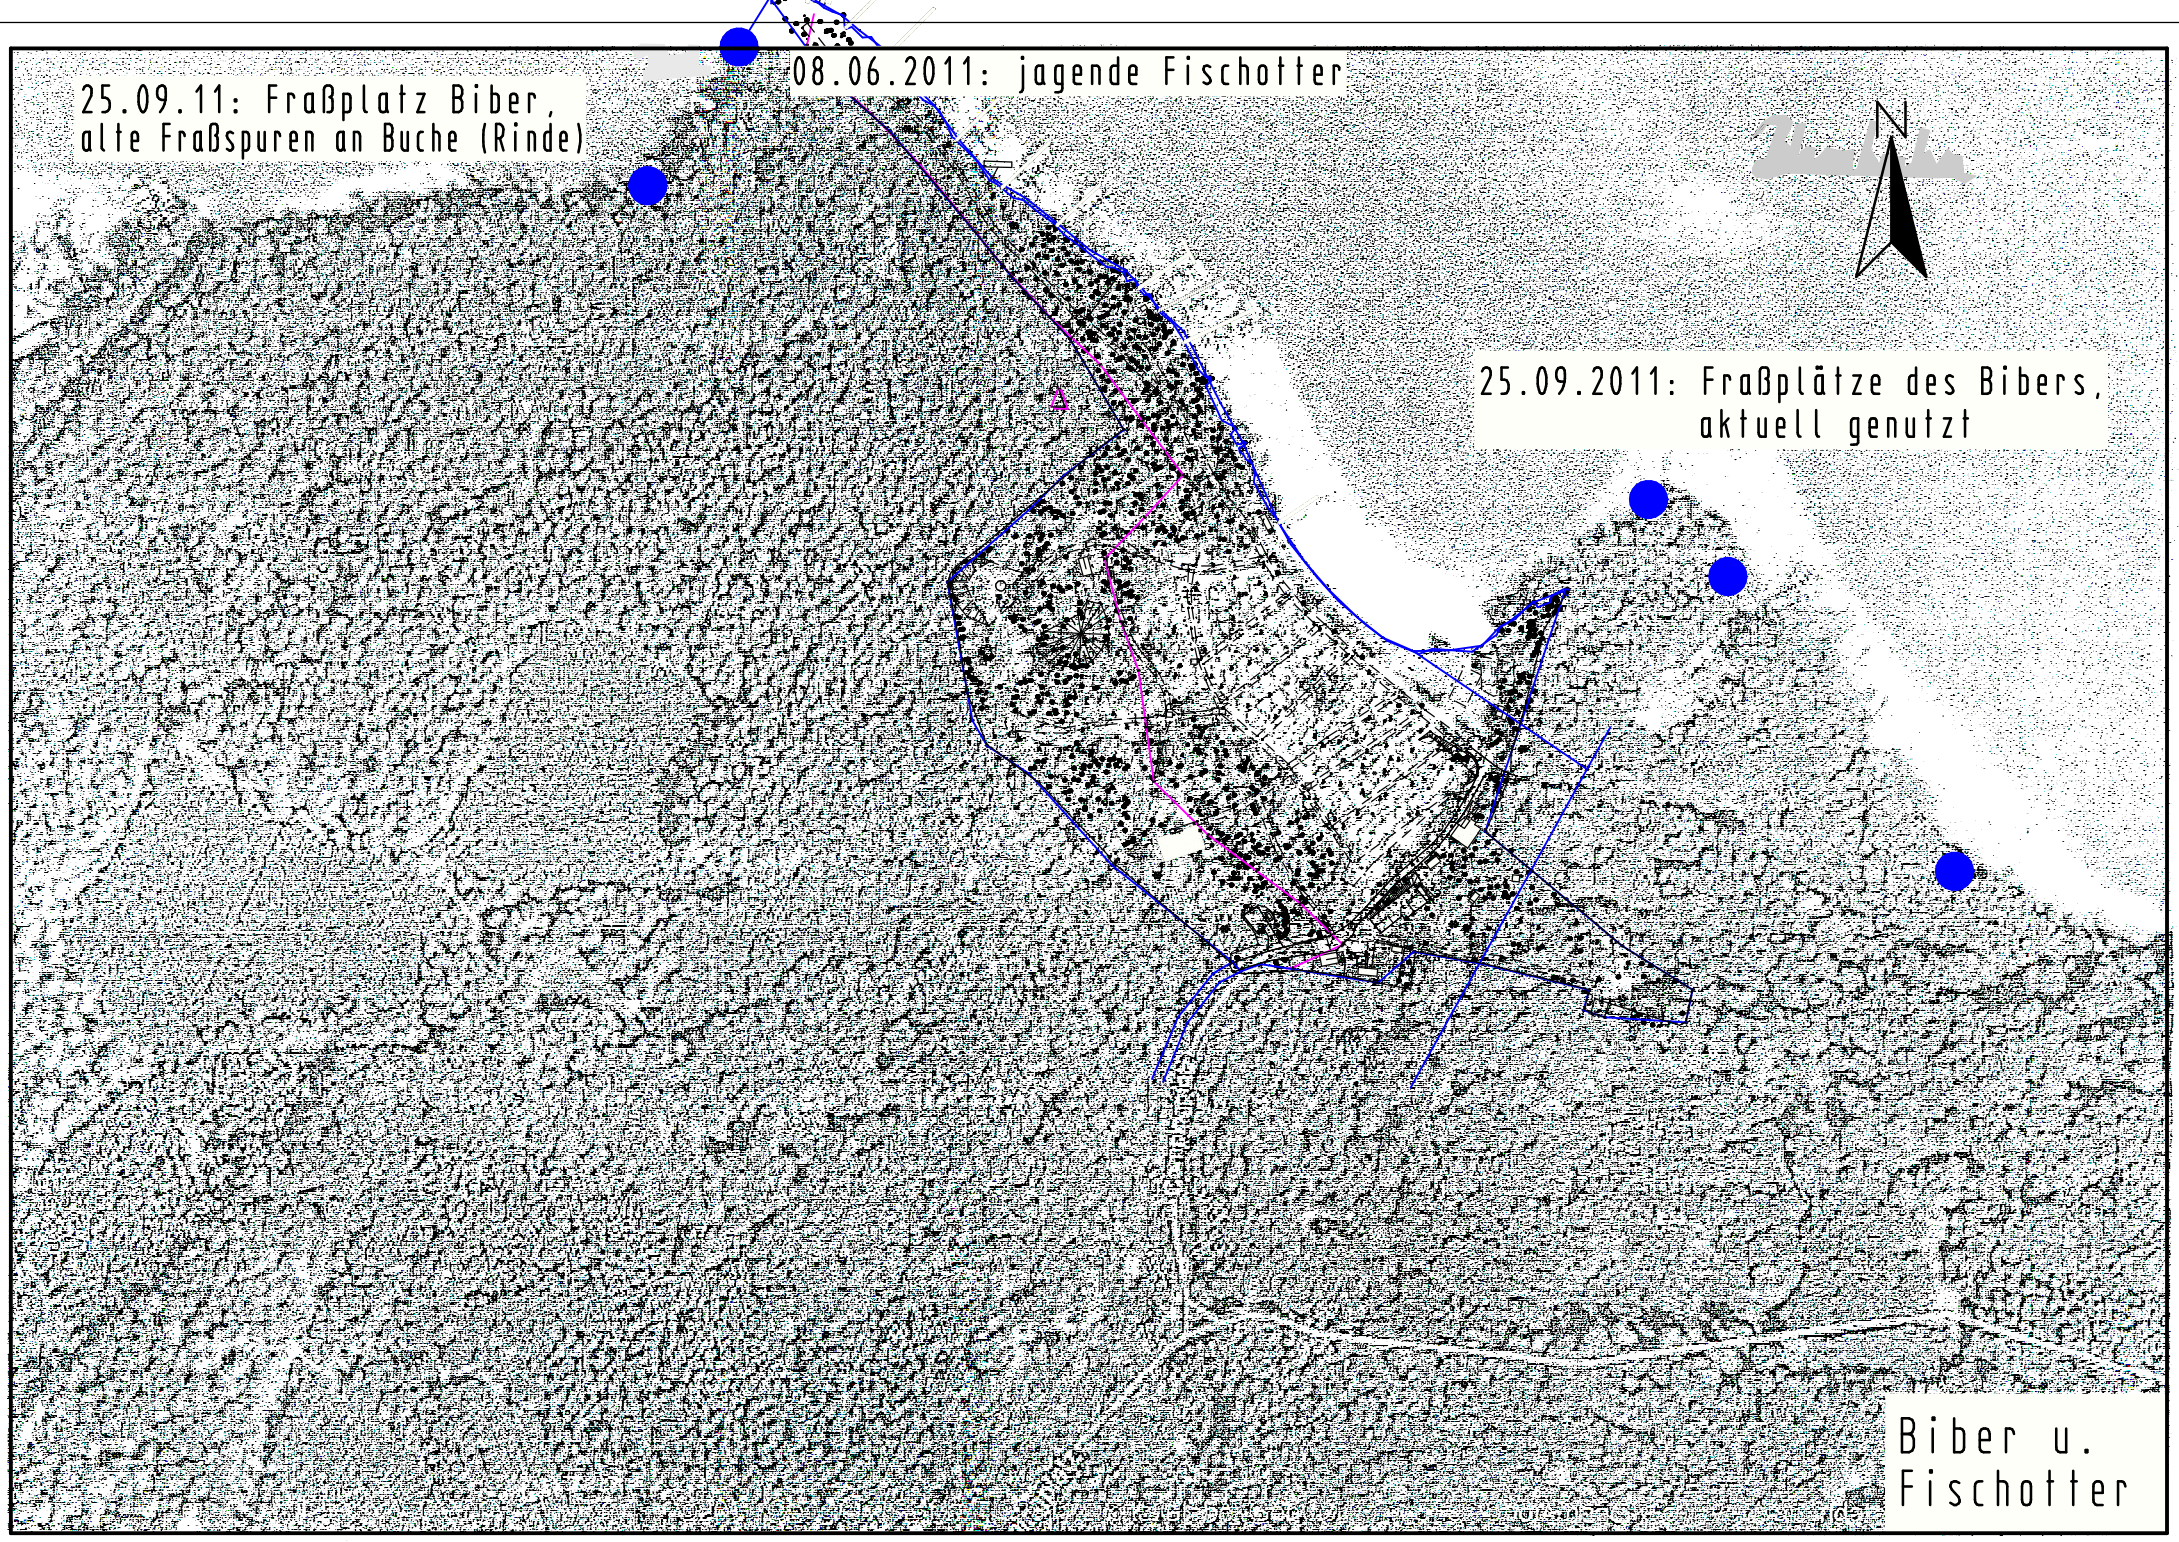 08.06.2011: jagende Fischotter
25.09.11: Fraßplatz Biber,
alte Fraßspuren an Buche (Rinde)
N
25.09.2011: Fraßplätze des Bibers,
aktuell genutzt
Biber u.
Fischotter